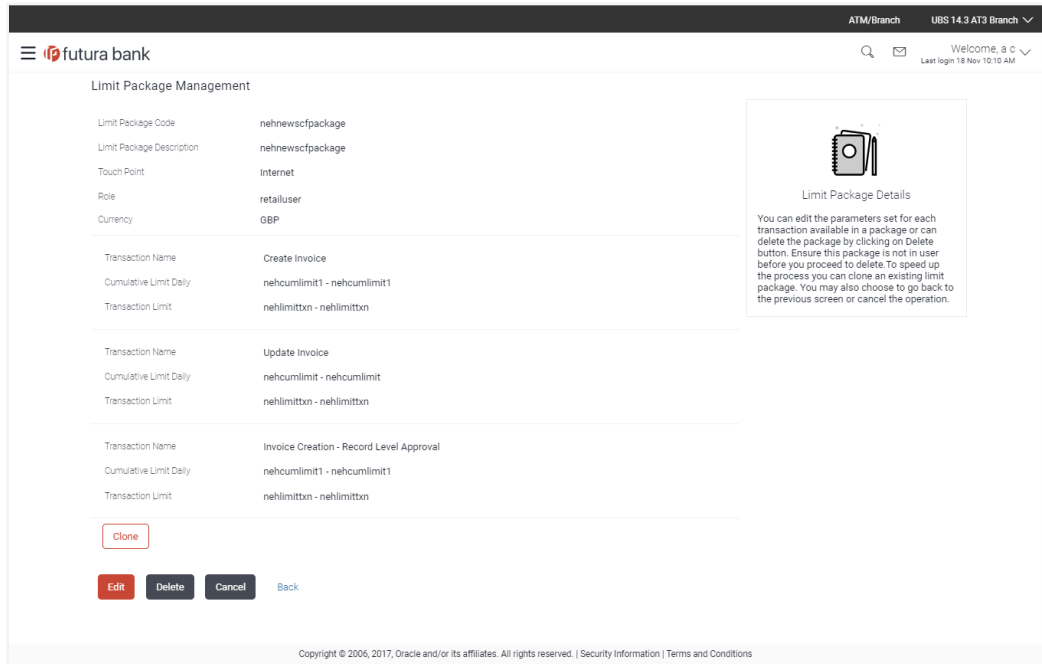 ATM/Branch UBS 14.3 AT3 Branch
futura bank
Welcome, a c
Last login 18 Nov 10:10 AM
Limit Package Management
Limit Package Code nehnewscfpackage
Limit Package Description nehnewscfpackage
Touch Point Internet
Role retailuser
Currency GBP
Transaction Name Create Invoice
Cumulative Limit Daily nehcumlimit1 - nehcumlimit1
Transaction Limit nehlimittxn - nehlimittxn
Transaction Name Update Invoice
Cumulative Limit Daily nehcumlimit - nehcumlimit
Transaction Limit nehlimittxn - nehlimittxn
Transaction Name Invoice Creation - Record Level Approval
Cumulative Limit Daily nehcumlimit1 - nehcumlimit1
Transaction Limit nehlimittxn - nehlimittxn
Clone
Edit Delete Cancel Back
Limit Package Details
You can edit the parameters set for each
transaction available in a package or can
delete the package by clicking on Delete
button. Ensure this package is not in user
before you proceed to delete.To speed up
the process you can clone an existing limit
package. You may also choose to go back to
the previous screen or cancel the operation.
Copyright © 2006, 2017, Oracle and/or its affiliates. All rights reserved. | Security Information | Terms and Conditions